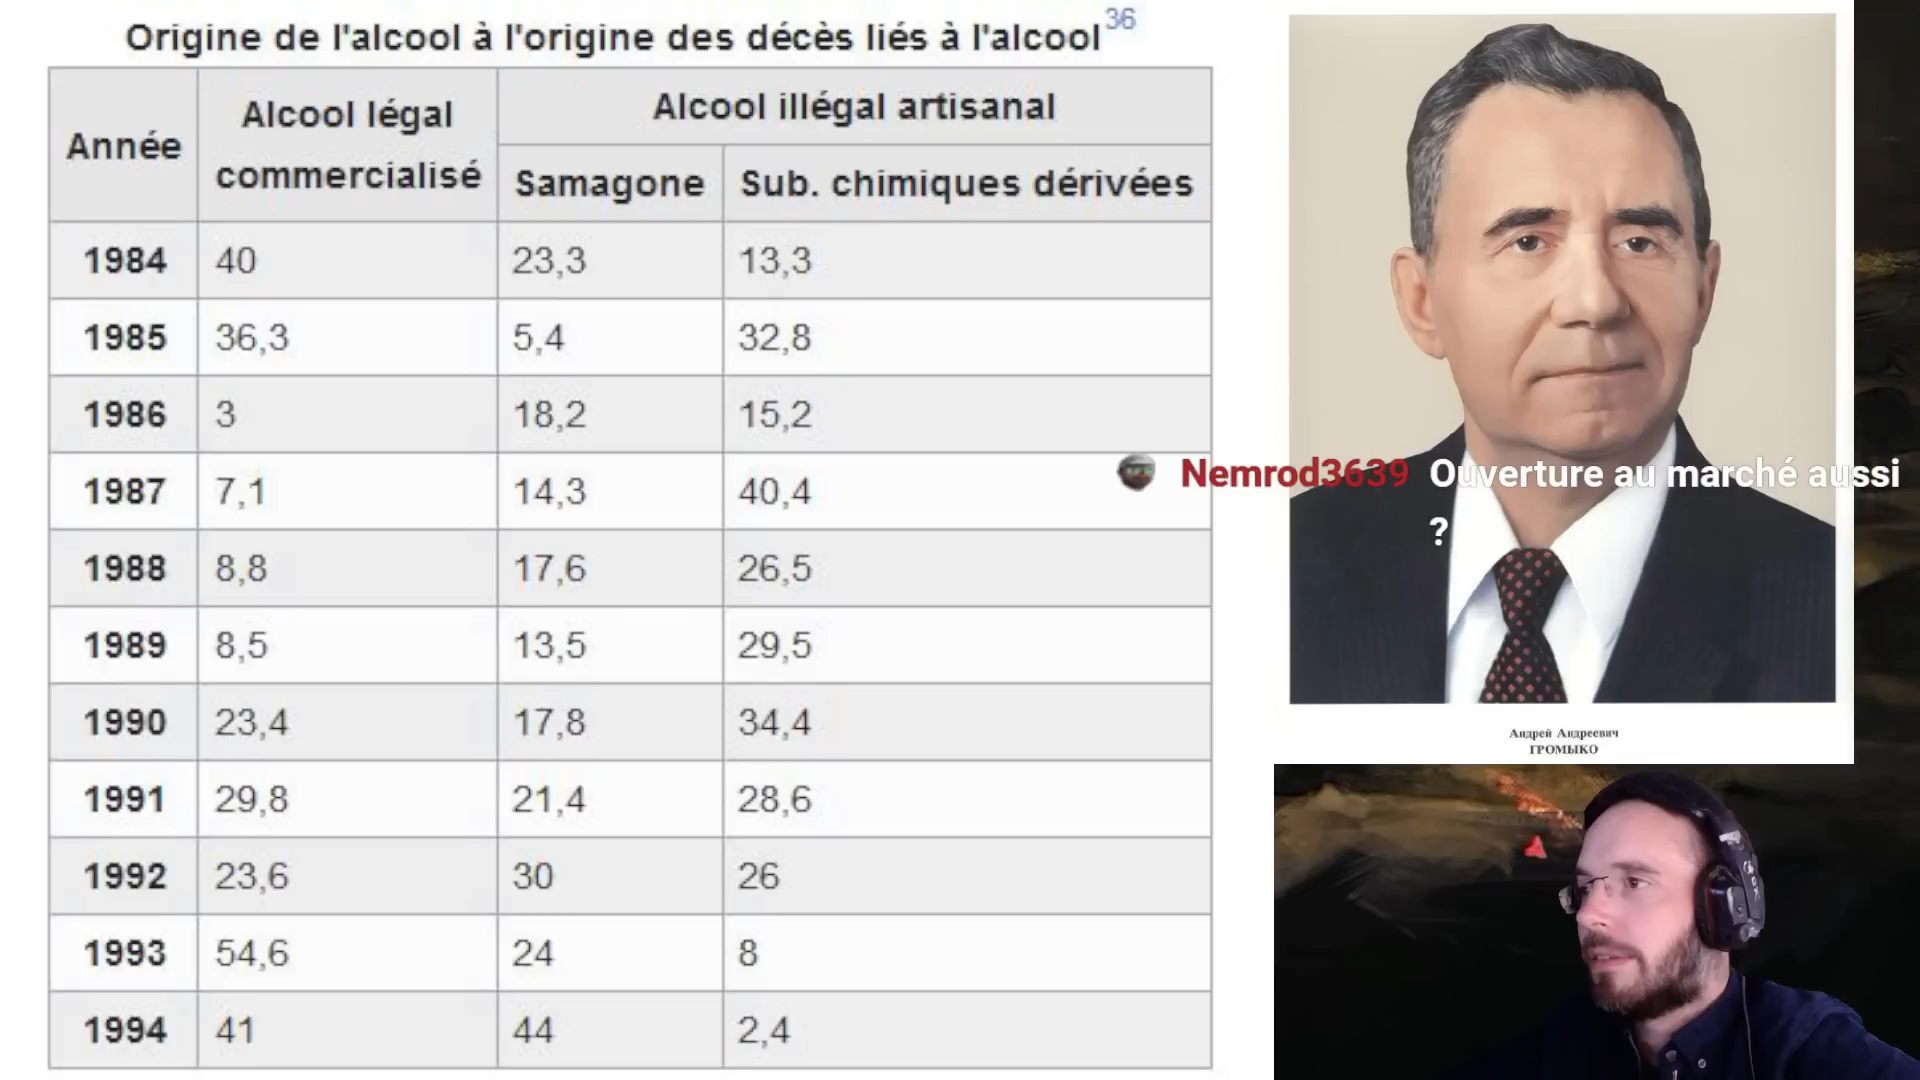 Origine de l'alcool à l'origine des décès liés à l'alcool36
Année
Alcool légal
commercialisé
Alcool illégal artisanal
Samagone
Sub. chimiques dérivées
1984 40 23,3 13,3
1985 36,3 5,4 32,8
1986 3 18,2 15,2
1987 7,1 14,3 40,4
1988 8,8 17,6 26,5
1989 8,5 13,5 29,5
1990 23,4 17,8 34,4
1991 29,8 21,4 28,6
1992 23,6 30 26
1993 54,6 24 8
1994 41 44 2,4
Nemrod3639 Ouverture au marché aussi
?
Андрей Андреевич
ГРОМЫКО